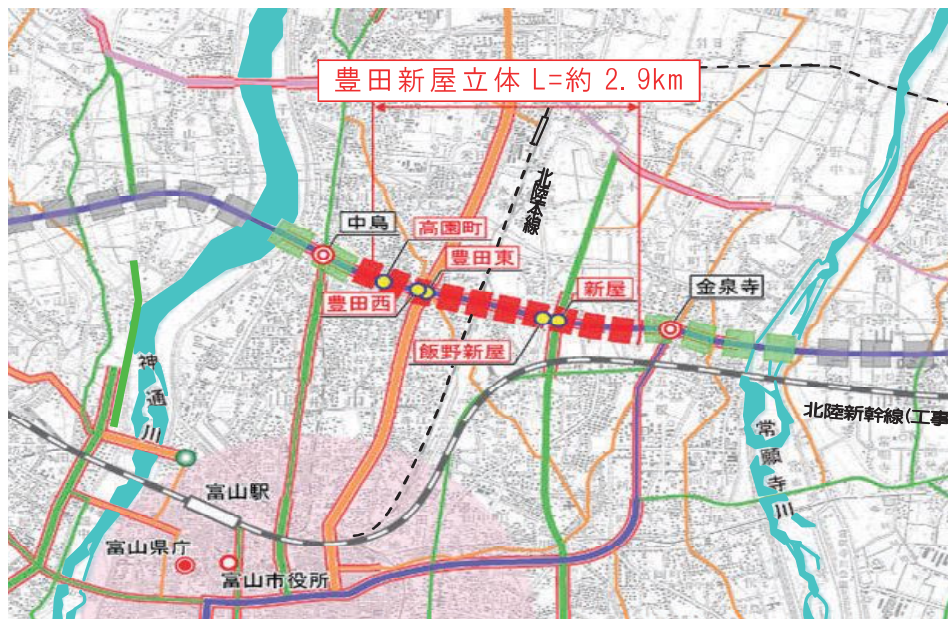 豊田新屋立体 L=約 2.9km
北陸本線
中島
高園町
豊田東
豊田西
新屋
金泉寺
飯野新屋
神通川
北陸新幹線(工事
常願寺川
富山駅
富山県庁
富山市役所